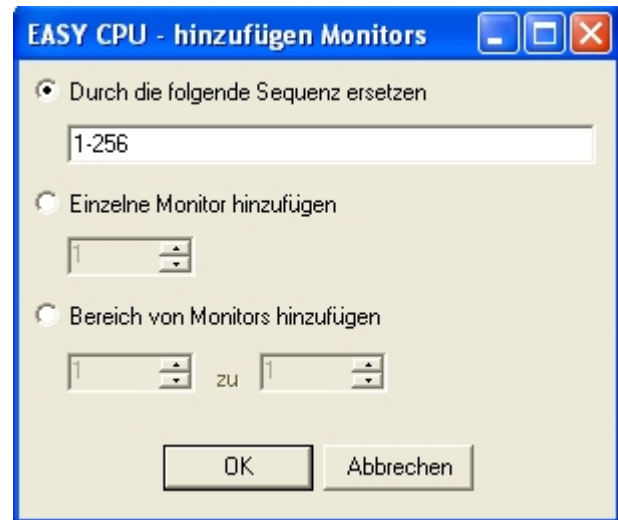 EASY CPU - hinzufügen Monitors
Durch die folgende Sequenz ersetzen
1-256
Einzelne Monitor hinzufügen
1
Bereich von Monitors hinzufügen
1 zu 1
OK Abbrechen